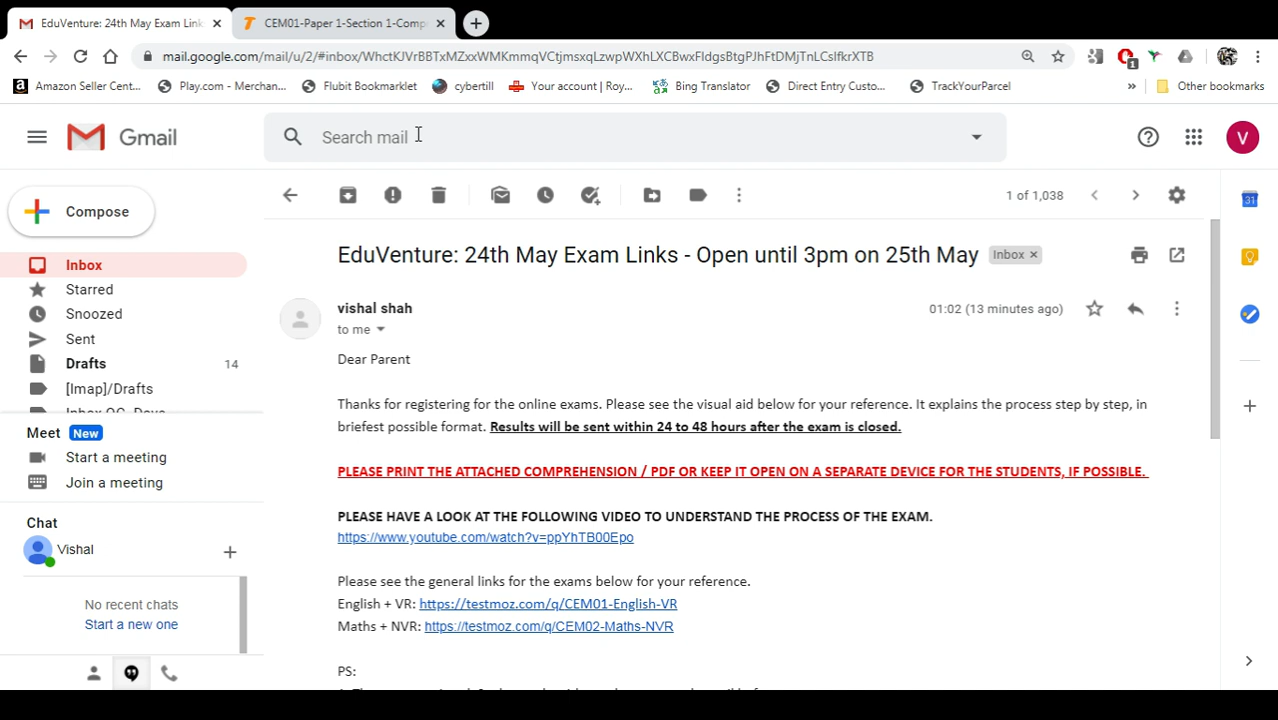 EduVenture: 24th May Exam Link
CEM01-Paper 1-Section 1-Comp
mail.google.com/mail/u/2/#inbox/WhctKJVrBBTxMZxxWMKmmqVCtjmsxqLzwpWXhLXCBwxFldgsBtgPJhFtDMjTnLCslfkrXTB
1
Amazon Seller Cent...
Play.com - Merchan...
Flubit Bookmarklet
cybertill
Your account / Roy...
Bing Translator
Direct Entry Custo...
TrackYourParcel
»
Other bookmarks
Gmail
Search mail
V
Compose
1 of 1,038
31
Inbox
Starred
Snoozed
Sent
Drafts 14
[Imap]/Drafts
Meet New
Start a meeting
Join a meeting
Chat
Vishal
No recent chats
Start a new one
EduVenture: 24th May Exam Links - Open until 3pm on 25th May Inbox ×
vishal shah
01:02 (13 minutes ago)
to me
Dear Parent
Thanks for registering for the online exams. Please see the visual aid below for your reference. It explains the process step by step, in
briefest possible format. Results will be sent within 24 to 48 hours after the exam is closed.
PLEASE PRINT THE ATTACHED COMPREHENSION / PDF OR KEEP IT OPEN ON A SEPARATE DEVICE FOR THE STUDENTS, IF POSSIBLE.
PLEASE HAVE A LOOK AT THE FOLLOWING VIDEO TO UNDERSTAND THE PROCESS OF THE EXAM.
https://www.youtube.com/watch?v=ppYhTB00Epo
Please see the general links for the exams below for your reference.
English + VR: https://testmoz.com/q/CEM01-English-VR
Maths + NVR: https://testmoz.com/q/CEM02-Maths-NVR
PS: